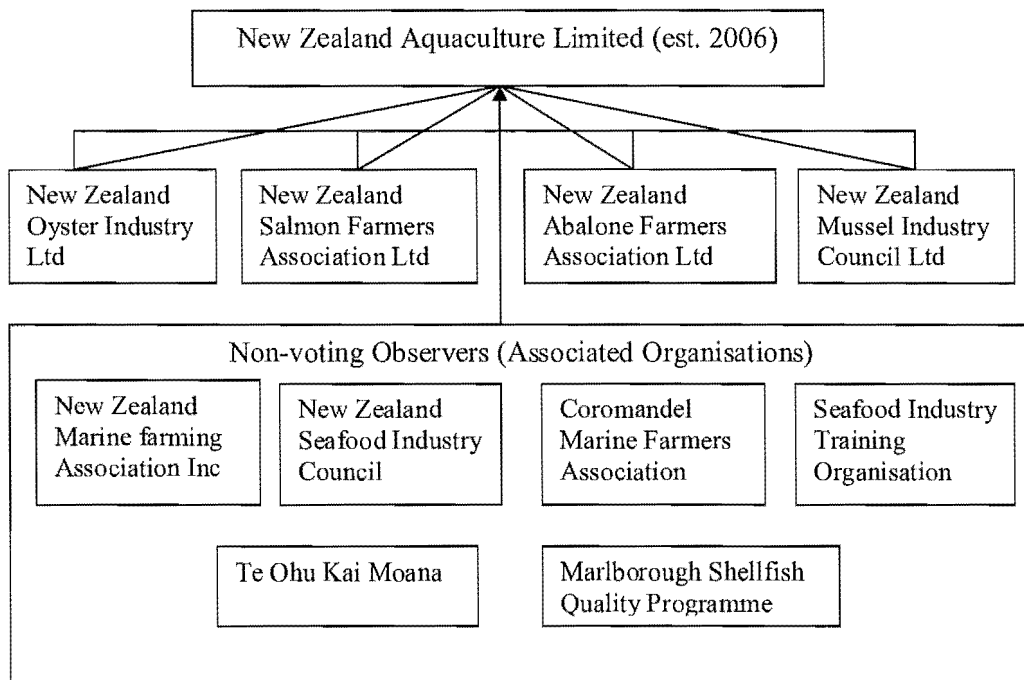 New Zealand Aquaculture Limited (est. 2006)
New Zealand
Oyster Industry
Ltd
New Zealand
Salmon Farmers
Association Ltd
New Zealand
Abalone Farmers
Association Ltd
New Zealand
Mussel Industry
Council Ltd
Non-voting Observers (Associated Organisations)
New Zealand
Marine farming
Association Inc
New Zealand
Seafood Industry
Council
Coromandel
Marine Farmers
Association
Seafood Industry
Training
Organisation
Te Ohu Kai Moana
Marlborough Shellfish
Quality Programme